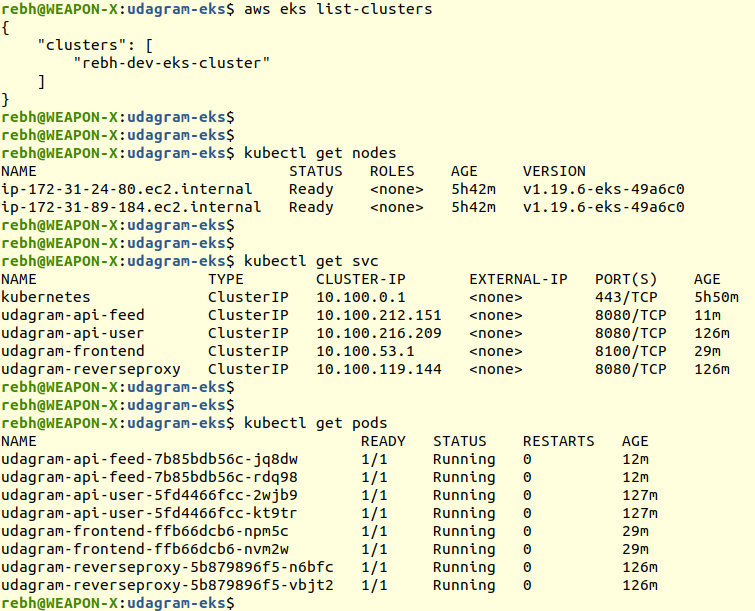 rebh@WEAPON-X:udagram-eks$ aws eks list-clusters
{
    "clusters": [
        "rebh-dev-eks-cluster"
    ]
}
rebh@WEAPON-X:udagram-eks$
rebh@WEAPON-X:udagram-eks$
rebh@WEAPON-X:udagram-eks$ kubectl get nodes
NAME                            STATUS   ROLES    AGE     VERSION
ip-172-31-24-80.ec2.internal    Ready    <none>   5h42m   v1.19.6-eks-49a6c0
ip-172-31-89-184.ec2.internal   Ready    <none>   5h42m   v1.19.6-eks-49a6c0
rebh@WEAPON-X:udagram-eks$
rebh@WEAPON-X:udagram-eks$
rebh@WEAPON-X:udagram-eks$ kubectl get svc
NAME                   TYPE        CLUSTER-IP       EXTERNAL-IP   PORT(S)    AGE
kubernetes             ClusterIP   10.100.0.1       <none>        443/TCP    5h50m
udagram-api-feed       ClusterIP   10.100.212.151   <none>        8080/TCP   11m
udagram-api-user       ClusterIP   10.100.216.209   <none>        8080/TCP   126m
udagram-frontend       ClusterIP   10.100.53.1      <none>        8100/TCP   29m
udagram-reverseproxy   ClusterIP   10.100.119.144   <none>        8080/TCP   126m
rebh@WEAPON-X:udagram-eks$
rebh@WEAPON-X:udagram-eks$
rebh@WEAPON-X:udagram-eks$ kubectl get pods
NAME                                    READY   STATUS    RESTARTS   AGE
udagram-api-feed-7b85bdb56c-jq8dw       1/1     Running   0          12m
udagram-api-feed-7b85bdb56c-rdq98       1/1     Running   0          12m
udagram-api-user-5fd4466fcc-2wjb9       1/1     Running   0          127m
udagram-api-user-5fd4466fcc-kt9tr       1/1     Running   0          127m
udagram-frontend-ffb66dcb6-npm5c        1/1     Running   0          29m
udagram-frontend-ffb66dcb6-nvm2w        1/1     Running   0          29m
udagram-reverseproxy-5b879896f5-n6bfc   1/1     Running   0          126m
udagram-reverseproxy-5b879896f5-vbjt2   1/1     Running   0          126m
rebh@WEAPON-X:udagram-eks$